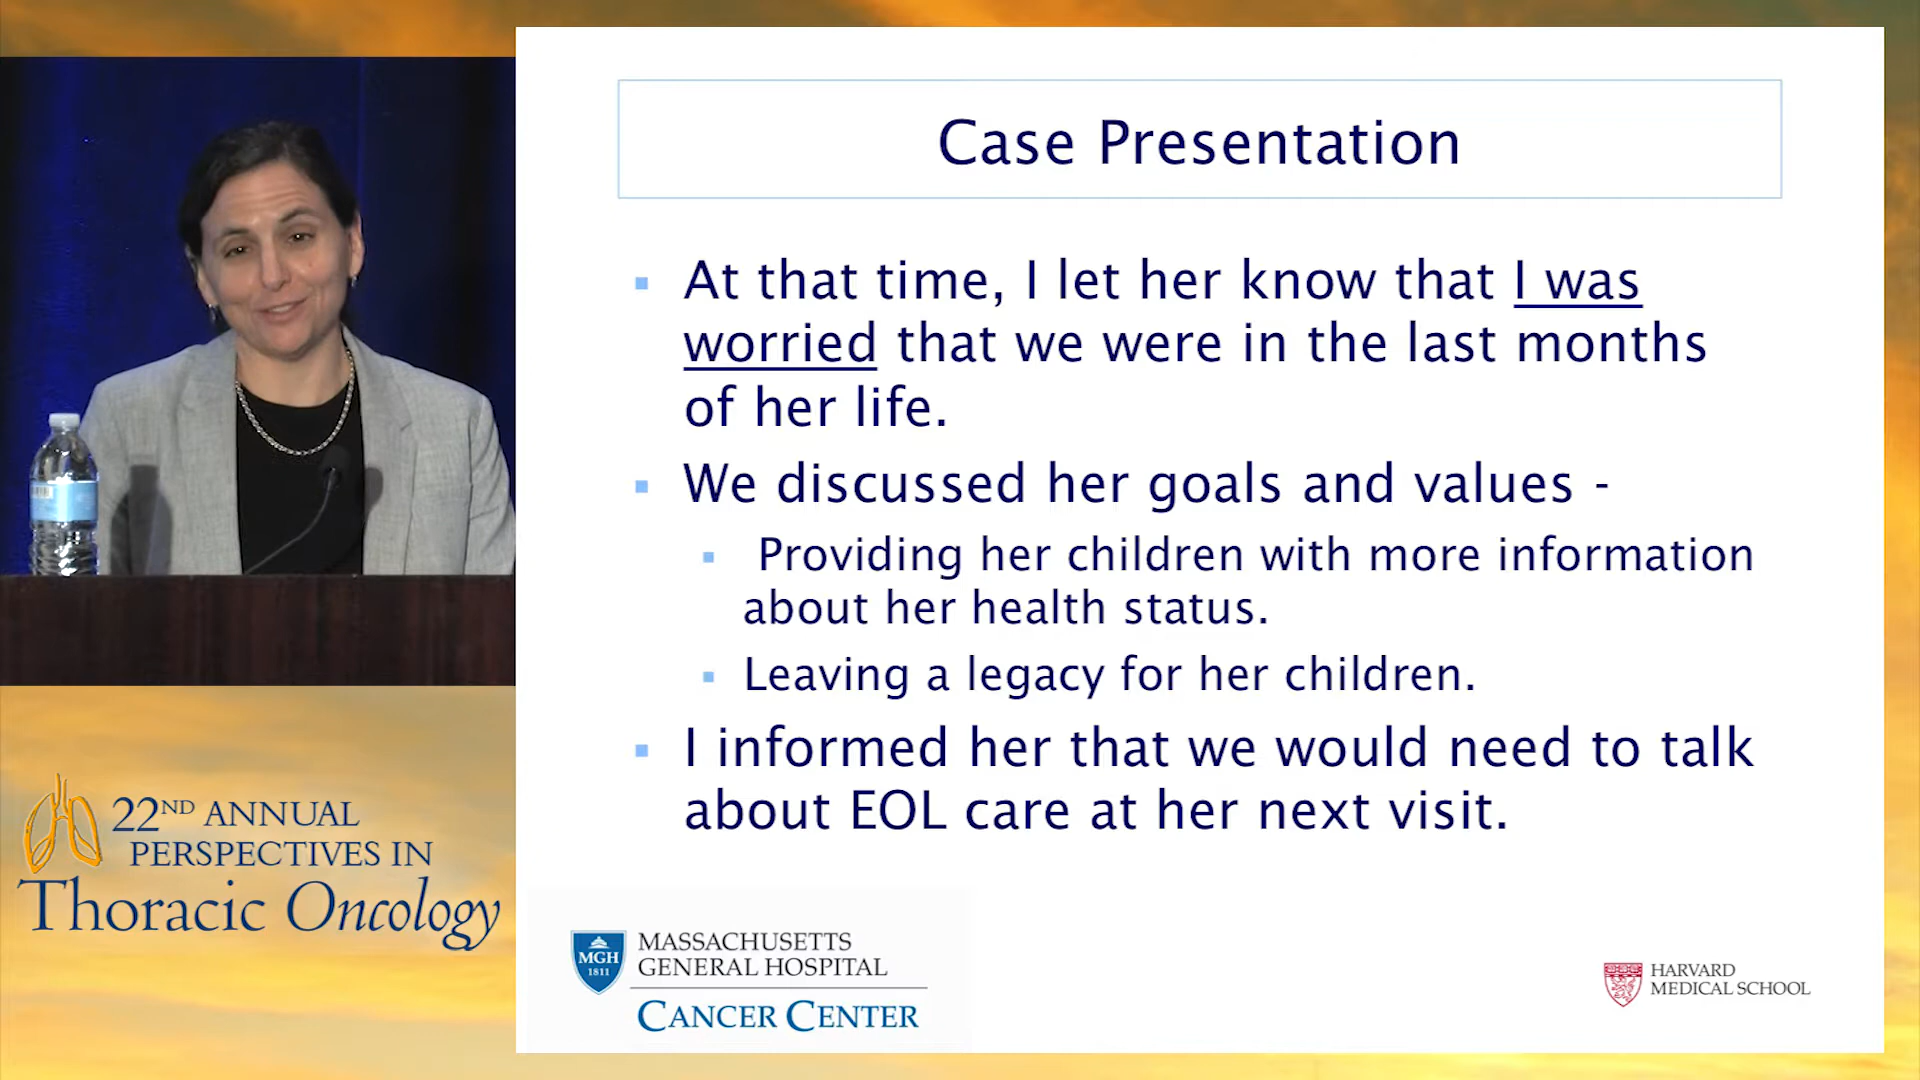 Case Presentation
At that time, I let her know that I was
worried that we were in the last months
of her life.
We discussed her goals and values -
Providing her children with more information
about her health status.
Leaving a legacy for her children.
I informed her that we would need to talk
about EOL care at her next visit.
22ND ANNUAL
PERSPECTIVES IN
Thoracic Oncology
MGH
1811
MASSACHUSETTS
GENERAL HOSPITAL
CANCER CENTER
HARVARD
MEDICAL SCHOOL